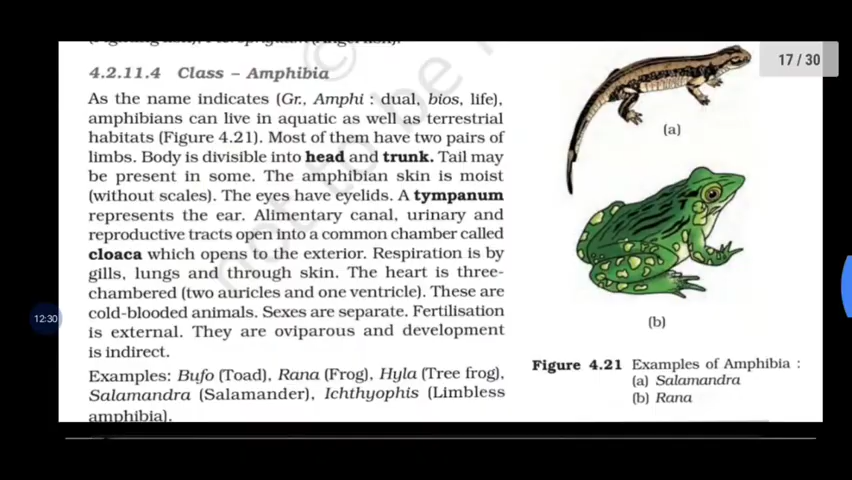 17 / 30
4.2.11.4 Class – Amphibia
As the name indicates (Gr., Amphi : dual, bios, life),
amphibians can live in aquatic as well as terrestrial
habitats (Figure 4.21). Most of them have two pairs of
limbs. Body is divisible into head and trunk. Tail may
be present in some. The amphibian skin is moist
(without scales). The eyes have eyelids. A tympanum
represents the ear. Alimentary canal, urinary and
reproductive tracts open into a common chamber called
cloaca which opens to the exterior. Respiration is by
gills, lungs and through skin. The heart is three-
chambered (two auricles and one ventricle). These are
cold-blooded animals. Sexes are separate. Fertilisation
is external. They are oviparous and development
is indirect.
Examples: Bufo (Toad), Rana (Frog), Hyla (Tree frog),
Salamandra (Salamander), Ichthyophis (Limbless
amphibia).
(a)
(b)
Figure 4.21 Examples of Amphibia :
(a) Salamandra
(b) Rana
12:30
©
not to be